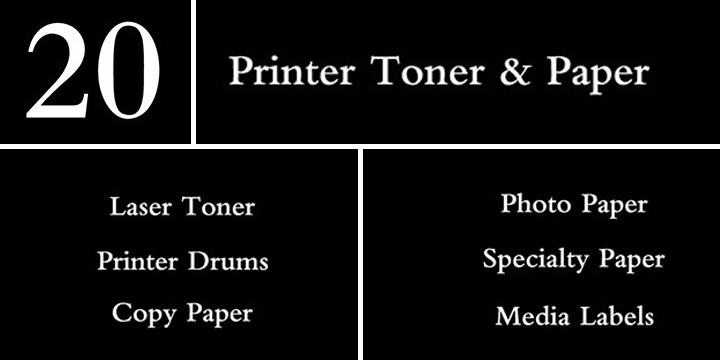 20
Printer Toner & Paper
Laser Toner
Printer Drums
Copy Paper
Photo Paper
Specialty Paper
Media Labels